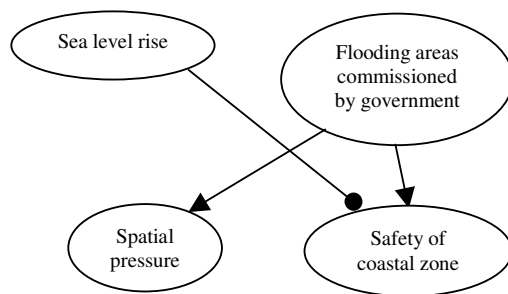 Sea level rise
Flooding areas
commissioned
by government
Spatial
pressure
Safety of
coastal zone